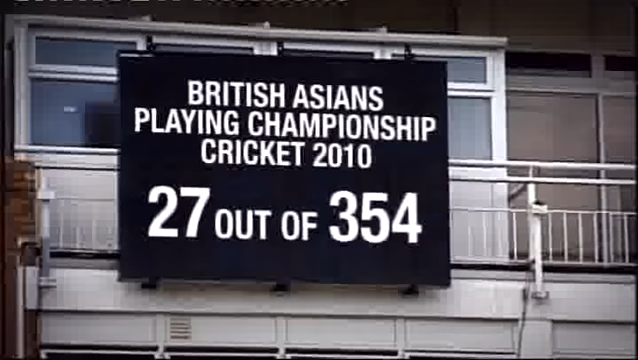 BRITISH ASIANS
PLAYING CHAMPIONSHIP
CRICKET 2010
27 OUT OF 354